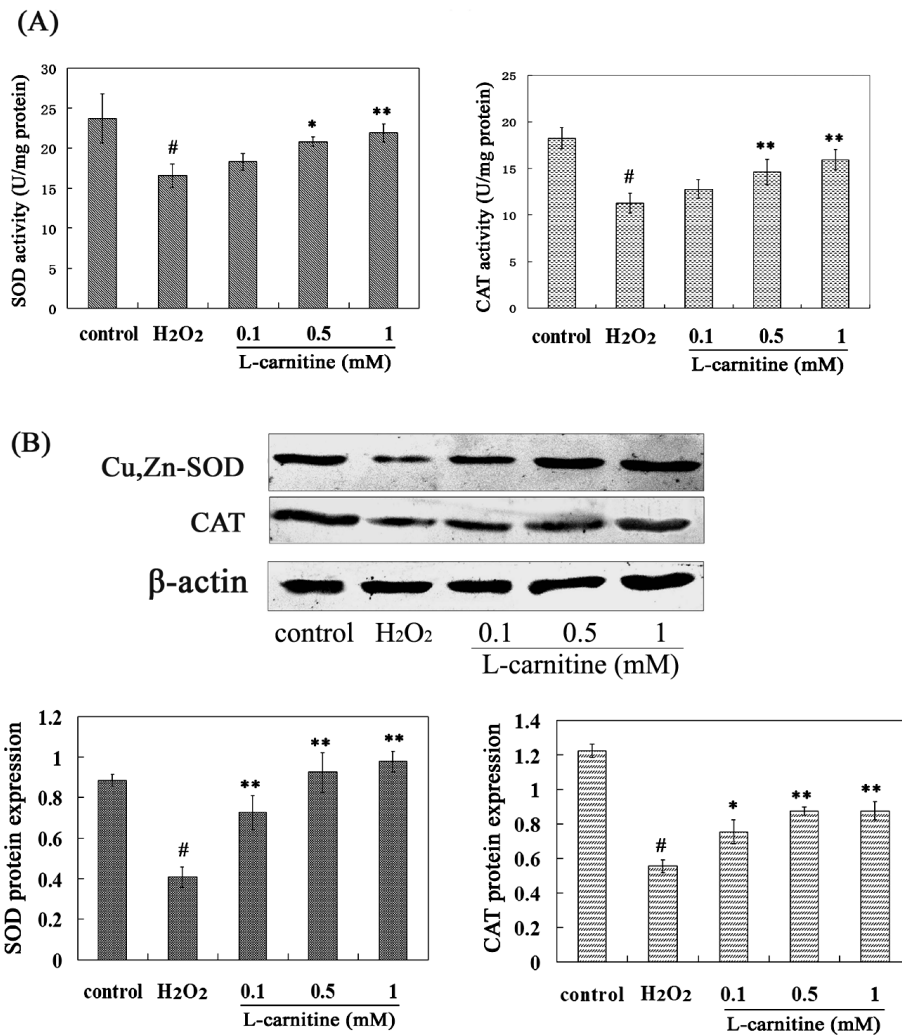 (A)
SOD activity (U/mg protein)
30
25
20
15
10
5
0
#
*
**
control H2O2 0.1 0.5 1
L-carnitine (mM)
CAT activity (U/mg protein)
25
20
15
10
5
0
#
**
**
control H2O2 0.1 0.5 1
L-carnitine (mM)
(B)
Cu,Zn-SOD
CAT
β-actin
control H2O2 0.1 0.5 1
L-carnitine (mM)
SOD protein expression
1.2
1
0.8
0.6
0.4
0.2
0
#
**
**
**
control H2O2 0.1 0.5 1
L-carnitine (mM)
CAT protein expression
1.4
1.2
1
0.8
0.6
0.4
0.2
0
#
*
**
**
control H2O2 0.1 0.5 1
L-carnitine (mM)